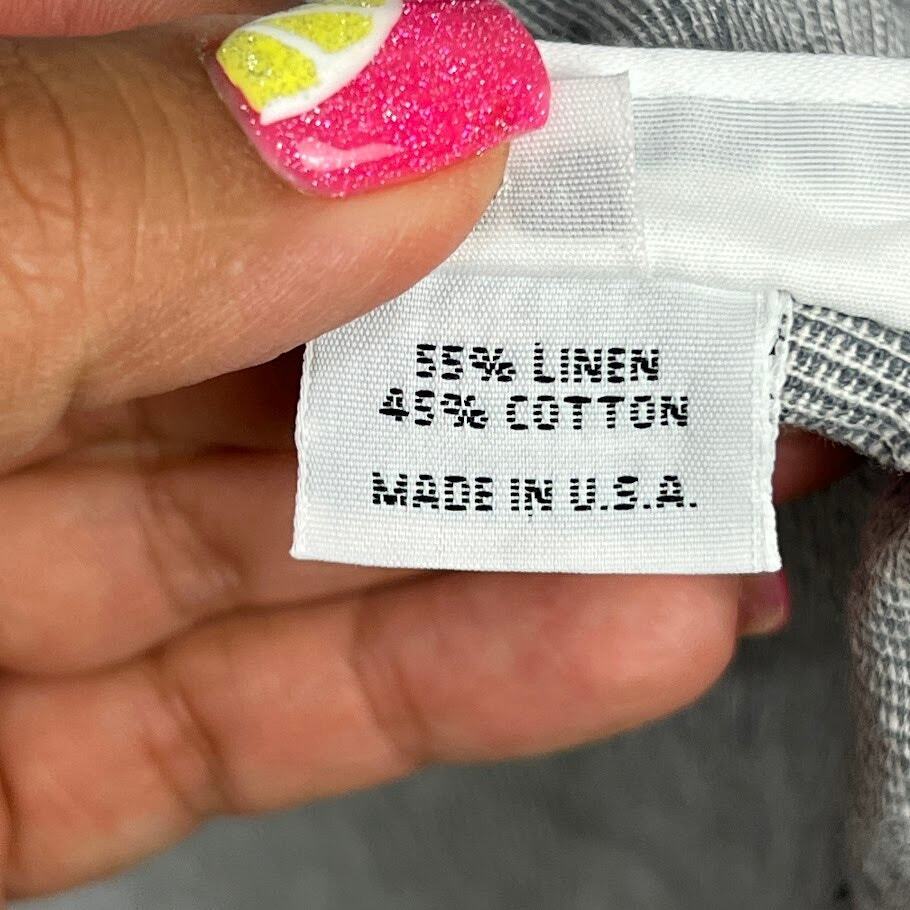 55% LINEN
45% COTTON
MADE IN U.S.A.